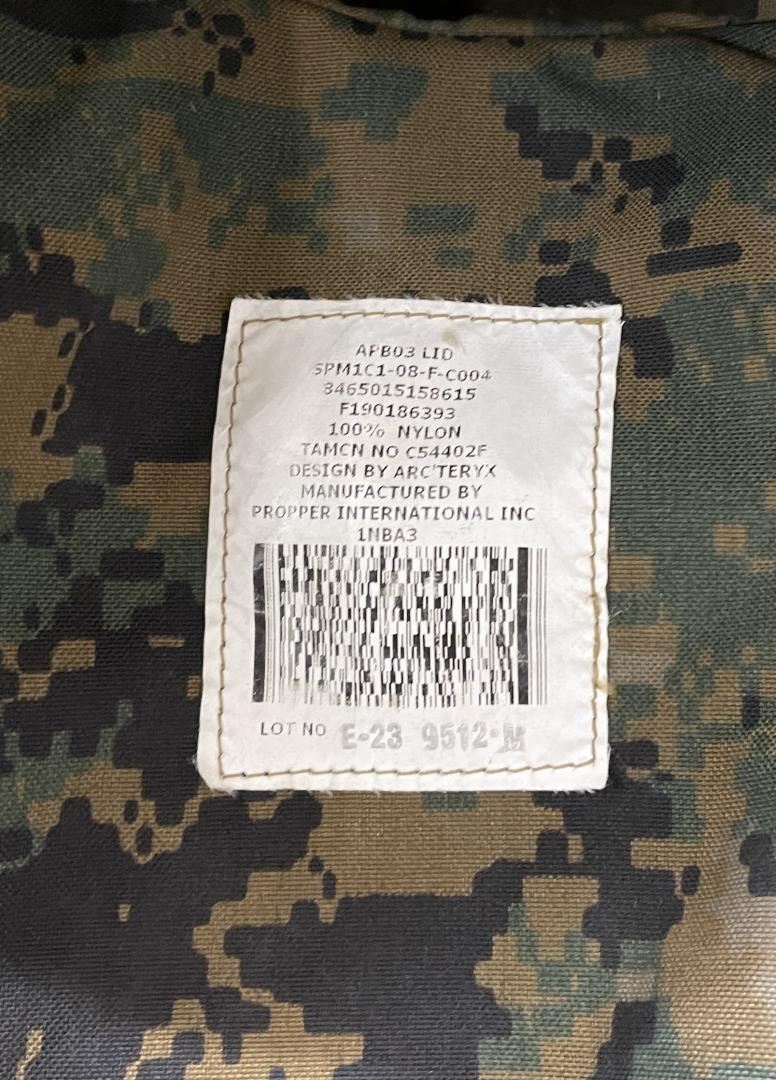 APB03 LID
SPM1C1-08-F-C004
8465015158615
F190186393
100% NYLON
TAMCN NO C54402F
DESIGN BY ARC'TERYX
MANUFACTURED BY
PROPPER INTERNATIONAL INC
1NBA3
LOT NO E-23 9512-M